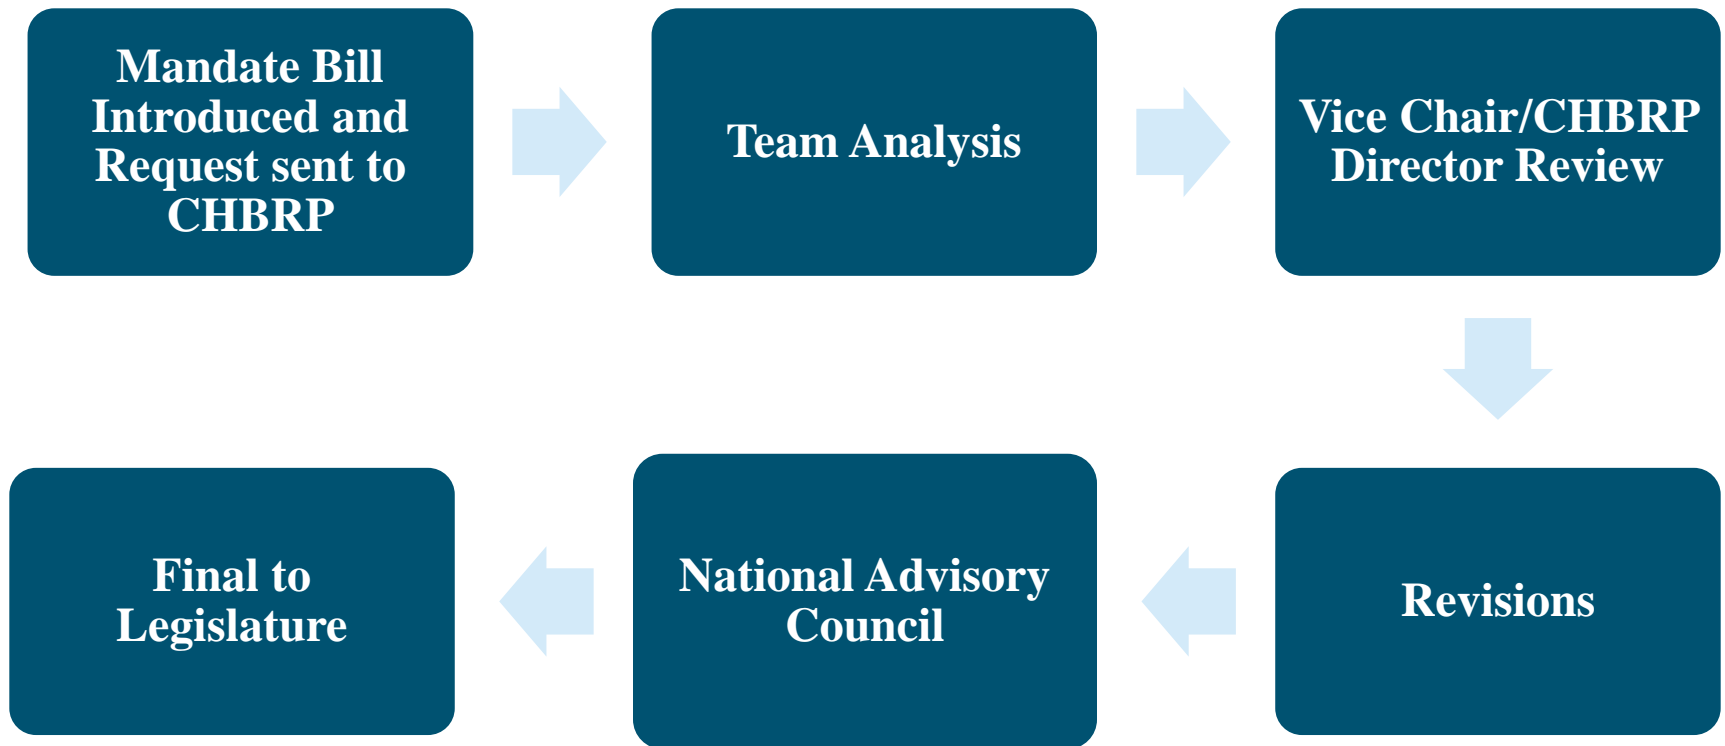 Mandate Bill
Introduced and
Request sent to
CHBRP
Team Analysis
Vice Chair/CHBRP
Director Review
Revisions
National Advisory
Council
Final to
Legislature